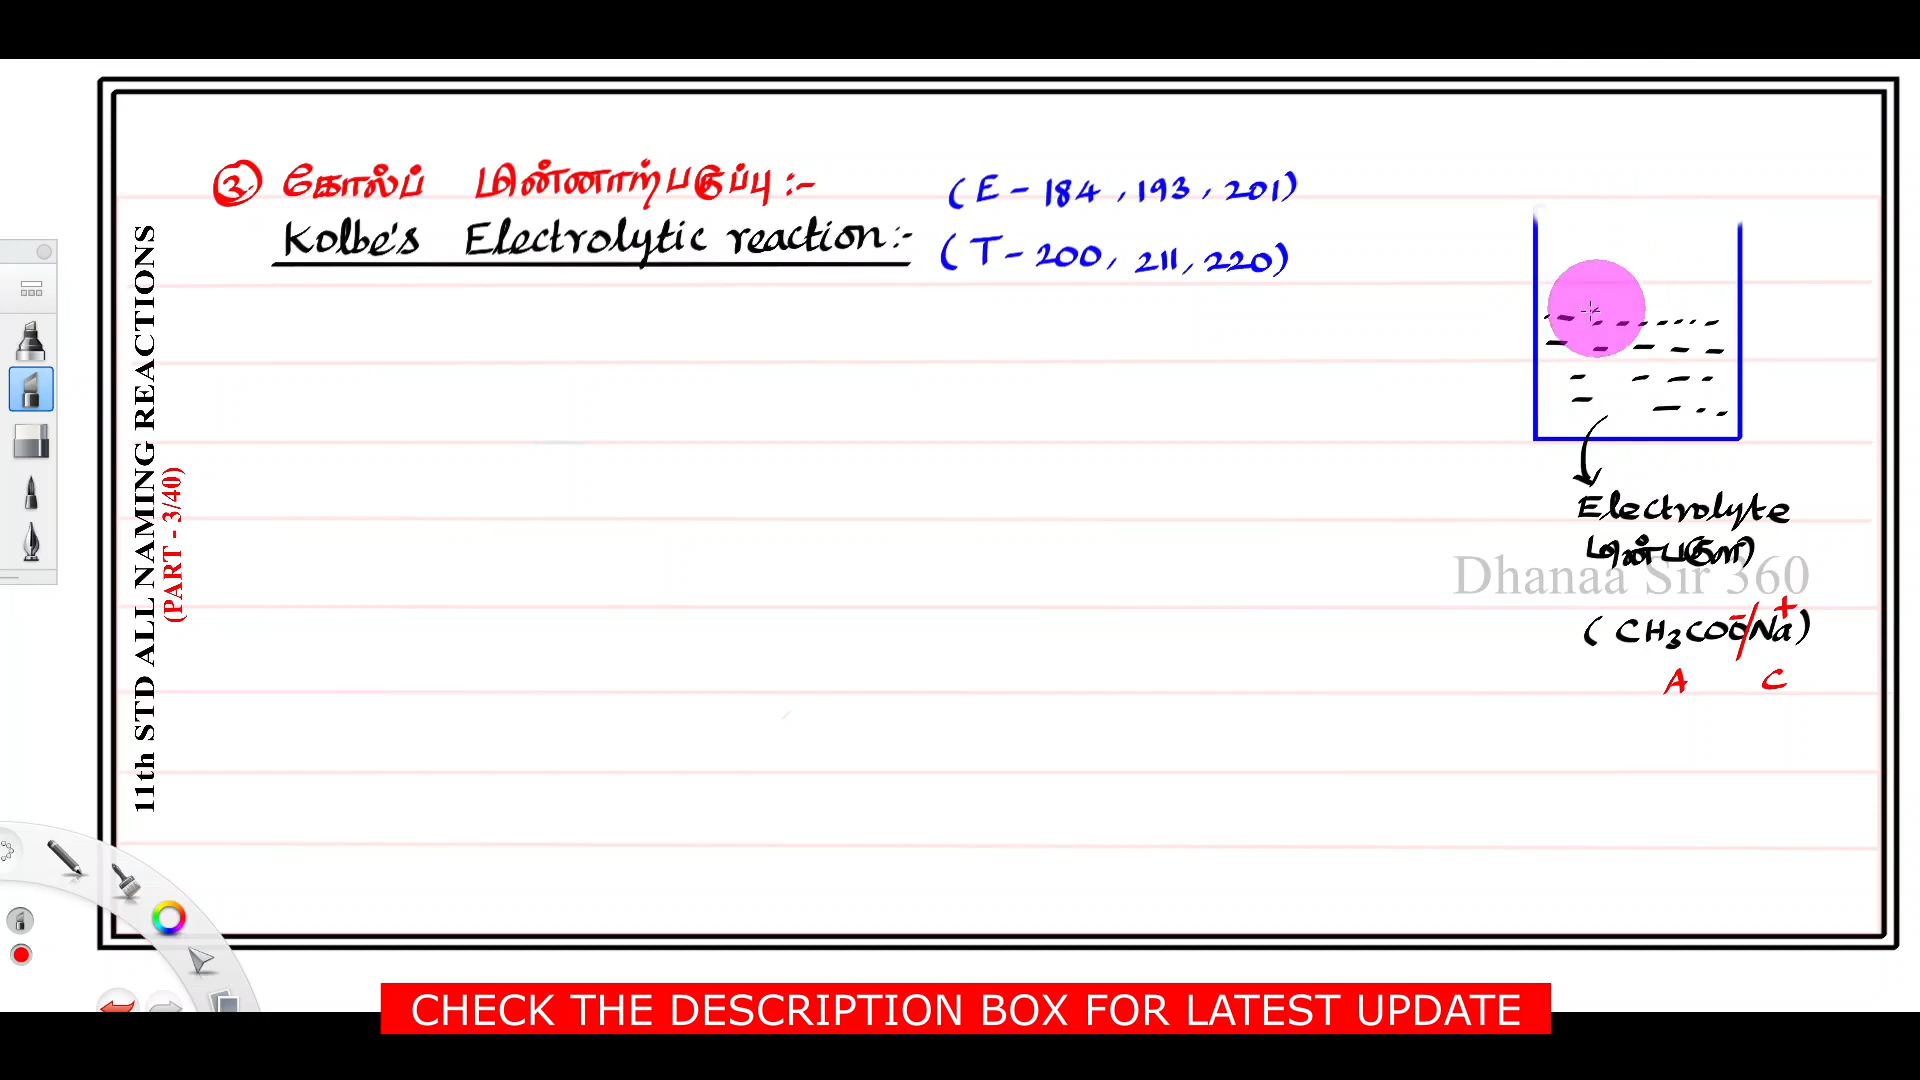 ③ கோல்ப் மின்னாற்பகுப்பு :-
(E - 184, 193, 201)
Kolbe's Electrolytic reaction:-
(T - 200, 211, 220)
11th STD ALL NAMING REACTIONS
(PART - 3/40)
Electrolyte
மின்பகுளி
Dhanaa Sir 360
(CH₃COO⁻/Na⁺)
A C
CHECK THE DESCRIPTION BOX FOR LATEST UPDATE